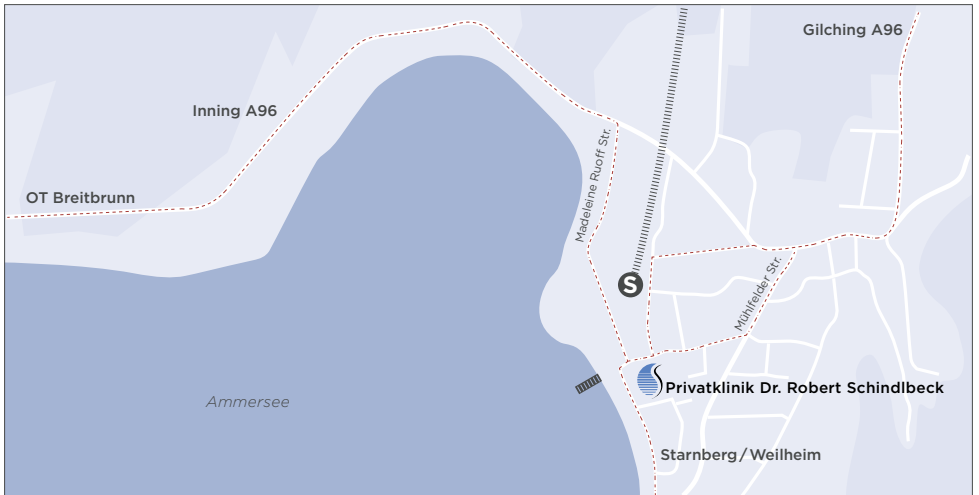 Gilching A96
Inning A96
Madeleine Ruoff Str.
OT Breitbrunn
Mühlfelder Str.
S
Privatklinik Dr. Robert Schindlbeck
Ammersee
Starnberg/Weilheim